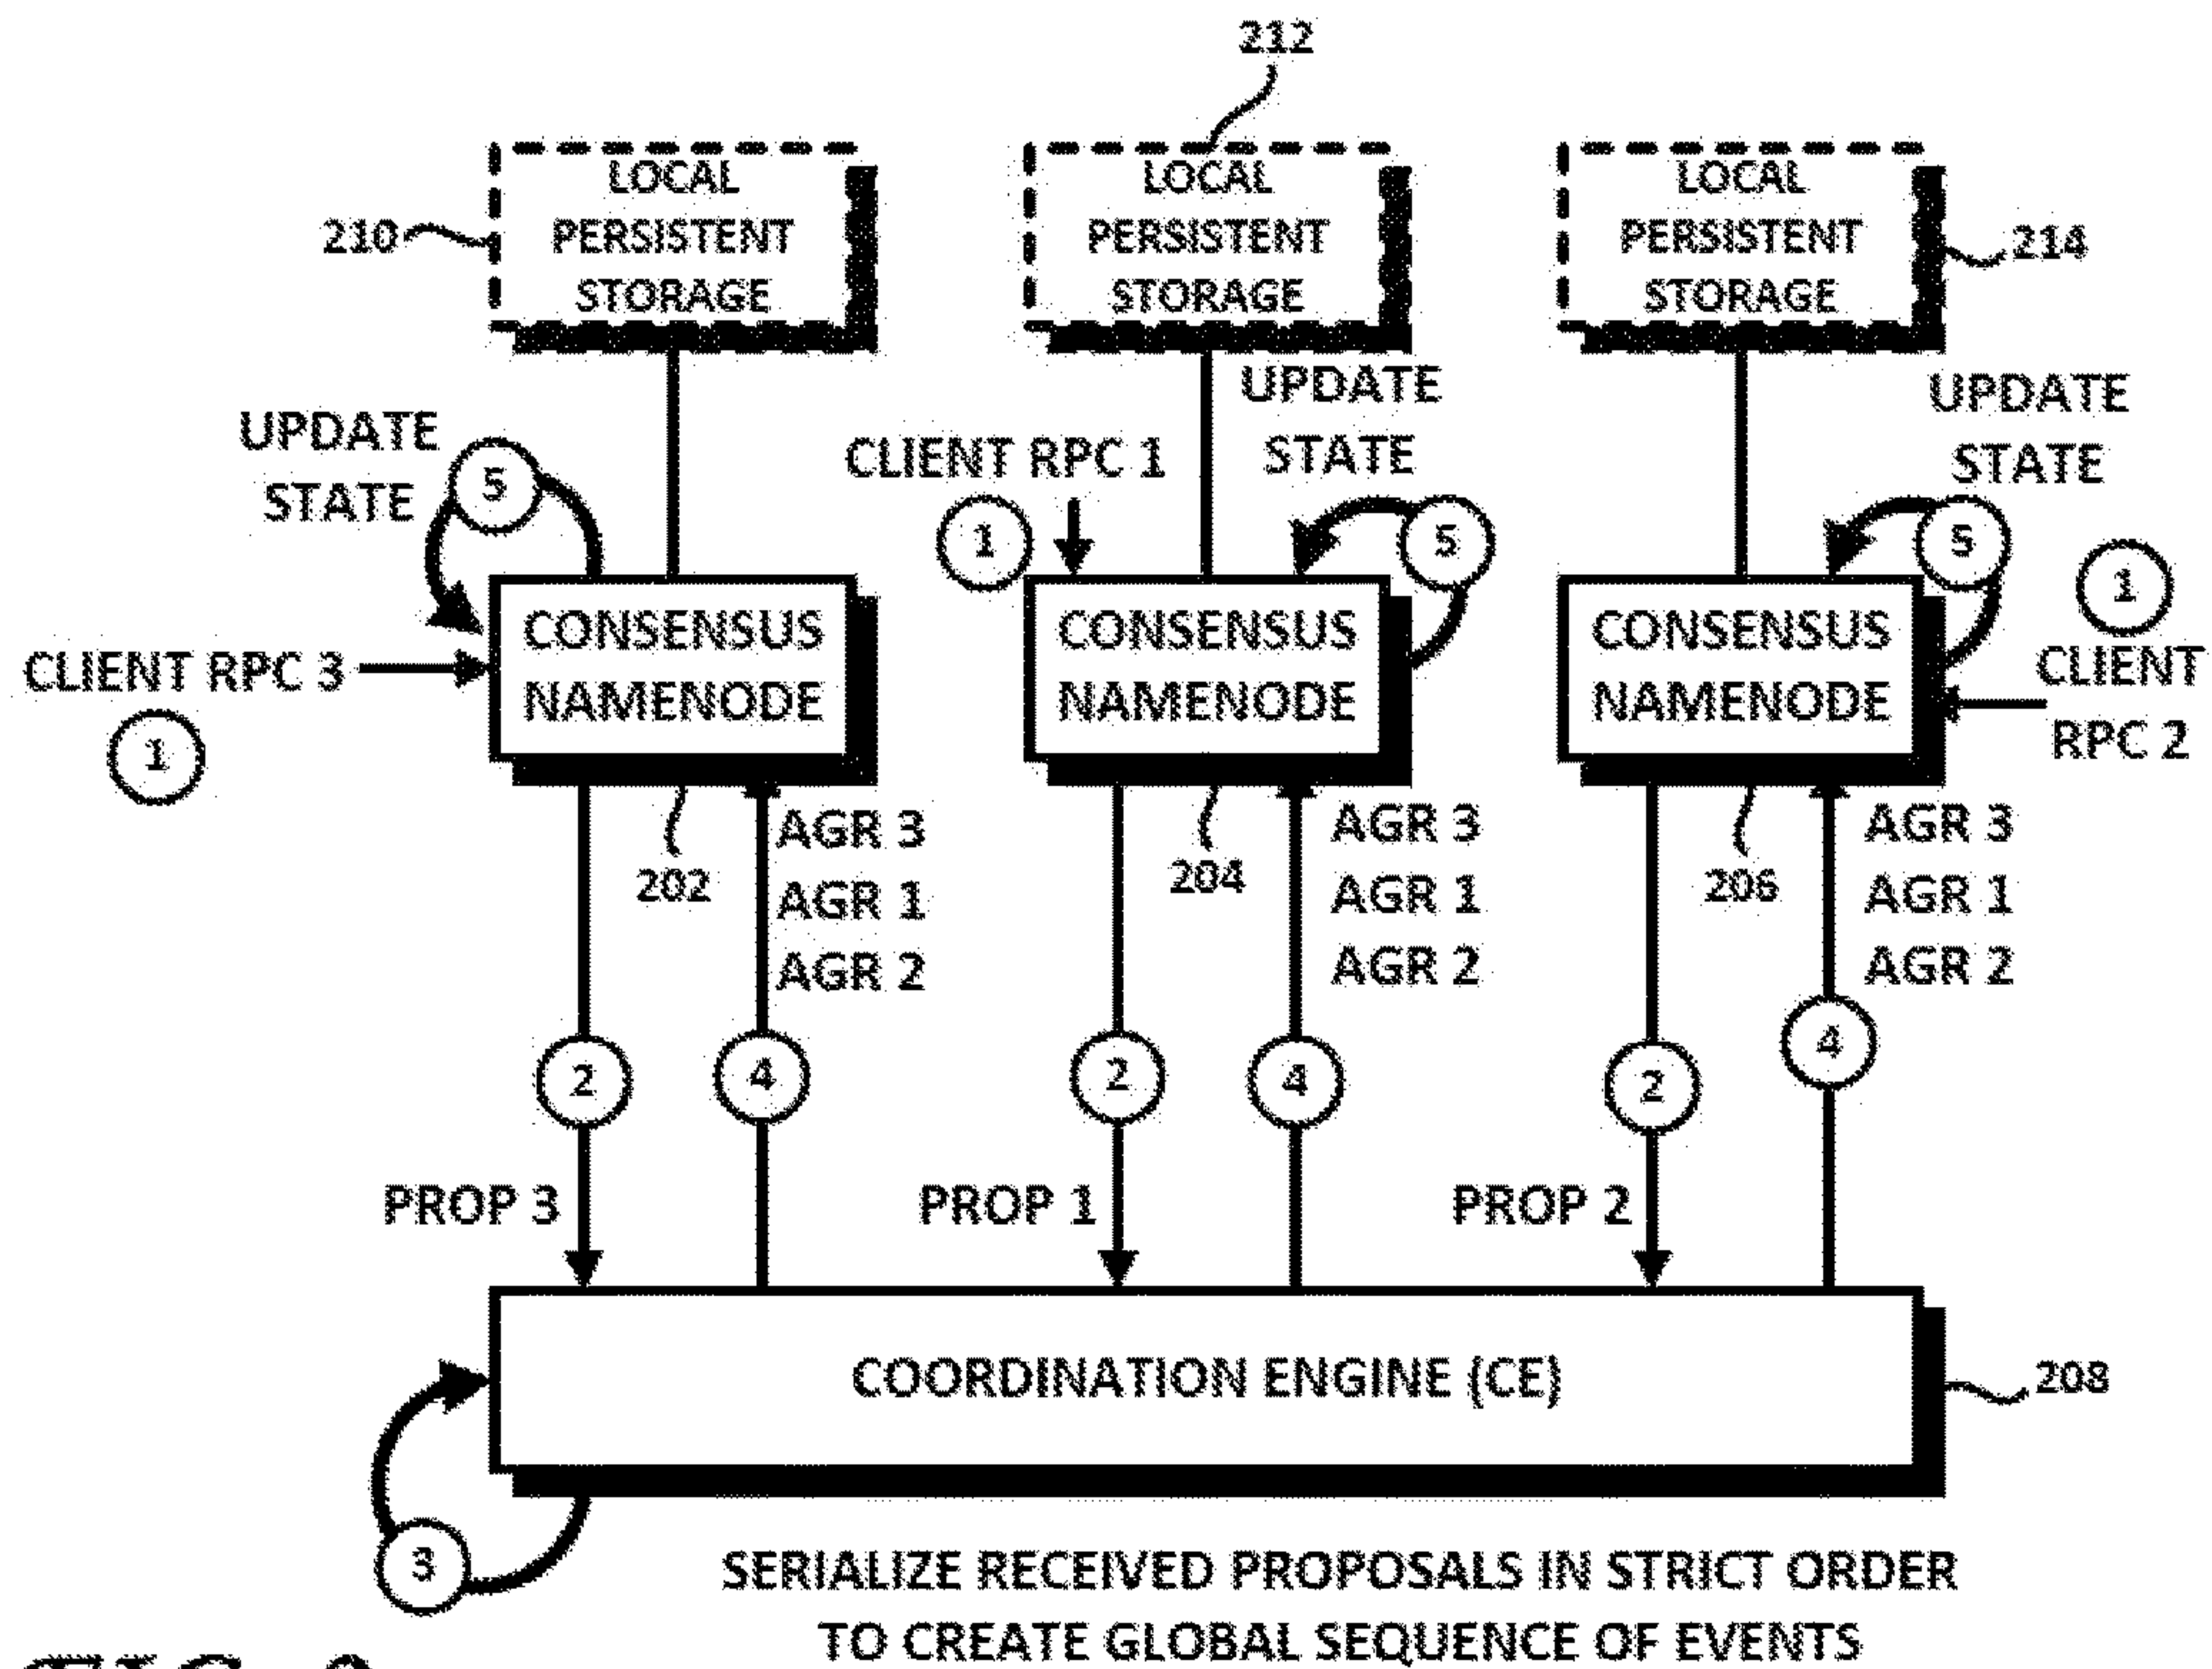 212
LOCAL
PERSISTENT
STORAGE
LOCAL
PERSISTENT
STORAGE
LOCAL
PERSISTENT
STORAGE
210
214
UPDATE
STATE
5
CLIENT RPC 1
1
UPDATE
STATE
5
UPDATE
STATE
5
1
CLIENT RPC 3
1
CONSENSUS
NAMENODE
CONSENSUS
NAMENODE
CONSENSUS
NAMENODE
CLIENT
RPC 2
202
AGR 3
AGR 1
AGR 2
204
AGR 3
AGR 1
AGR 2
206
AGR 3
AGR 1
AGR 2
2
4
2
4
2
4
PROP 3
PROP 1
PROP 2
COORDINATION ENGINE (CE)
208
3
SERIALIZE RECEIVED PROPOSALS IN STRICT ORDER
TO CREATE GLOBAL SEQUENCE OF EVENTS